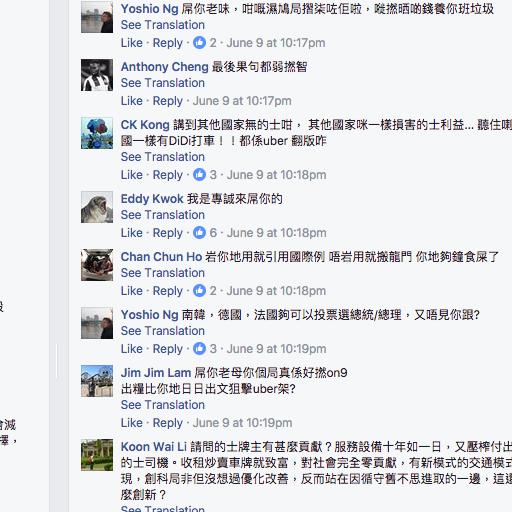 Yoshio Ng 屌你老味，咁嘅濕鳩局摺柒咗佢啦，嘥撚晒啲錢養你班垃圾
See Translation
Like · Reply · 2 · June 9 at 10:17pm
Anthony Cheng 最後果句都弱撚智
See Translation
Like · Reply · June 9 at 10:17pm
CK Kong 講到其他國家無的士咁， 其他國家咪一樣損害的士利益... 聽住喇
國一樣有DiDi打車！！都係uber 翻版咋
See Translation
Like · Reply · 3 · June 9 at 10:18pm
Eddy Kwok 我是專誠來屌你的
See Translation
Like · Reply · 6 · June 9 at 10:18pm
Chan Chun Ho 岩你地用就引用國際例 唔岩用就搬龍門 你地夠鐘食屎了
See Translation
Like · Reply · 2 · June 9 at 10:18pm
Yoshio Ng 南韓，德國，法國夠可以投票選總統/總理，又唔見你跟?
See Translation
Like · Reply · 3 · June 9 at 10:19pm
Jim Jim Lam 屌你老母你個局真係好撚on9
出糧比你地日日出文狙擊uber架?
See Translation
Like · Reply · June 9 at 10:19pm
會減
擇，
Koon Wai Li 請問的士牌主有甚麼貢獻？服務設備十年如一日，又壓榨付出
的士司機。收租炒賣車牌就致富，對社會完全零貢獻，有新模式的交通模式
現，創科局非但沒想過優化改善，反而站在因循守舊不思進取的一邊，這還
麼創新？
See Translation